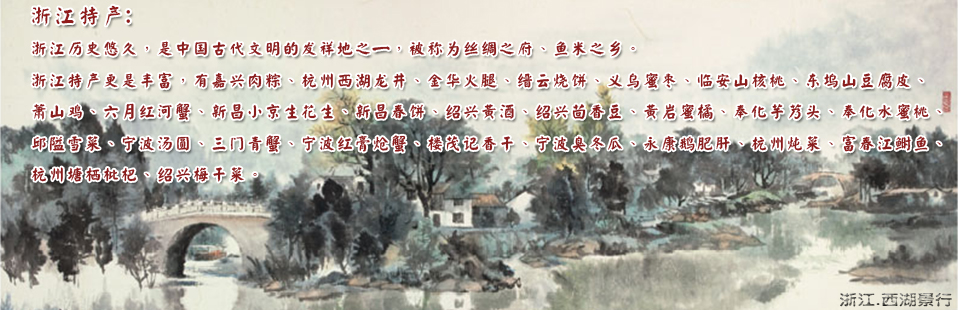 浙江特产:
浙江历史悠久，是中国古代文明的发祥地之一，被称为丝绸之府、鱼米之乡。
浙江特产更是丰富，有嘉兴肉粽、杭州西湖龙井、金华火腿、缙云烧饼、义乌蜜枣、临安山核桃、东坞山豆腐皮、
萧山鸡、六月红河蟹、新昌小京生花生、新昌春饼、绍兴黄酒、绍兴茴香豆、黄岩蜜橘、奉化芋艿头、奉化水蜜桃、
邱隘雪菜、宁波汤圆、三门青蟹、宁波红膏炝蟹、楼茂记香干、宁波臭冬瓜、永康鹅肥肝、杭州炖菜、富春江鲥鱼、
杭州塘栖枇杷、绍兴梅干菜。
浙江.西湖景行